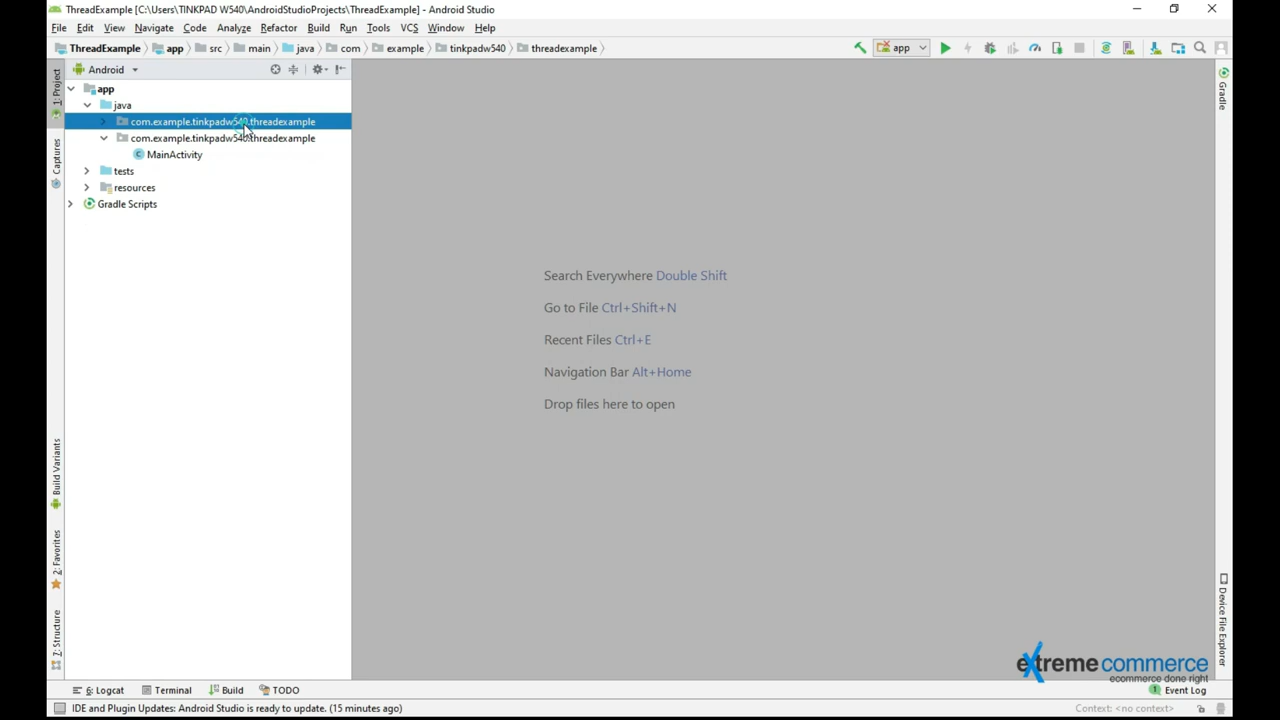 ThreadExample [C:\Users\TINKPAD W540\AndroidStudioProjects\ThreadExample] - Android Studio
File Edit View Navigate Code Analyze Refactor Build Run Tools VCS Window Help
ThreadExample app src main java com example tinkpadw540 threadexample app
1: Project
Captures
Build Variants
2: Favorites
7: Structure
Android
app
java
com.example.tinkpadw540.threadexample
com.example.tinkpadw540.threadexample
MainActivity
tests
resources
Gradle Scripts
Search Everywhere Double Shift
Go to File Ctrl+Shift+N
Recent Files Ctrl+E
Navigation Bar Alt+Home
Drop files here to open
Gradle
Device File Explorer
extreme commerce
ecommerce done right
6: Logcat Terminal Build TODO 1 Event Log
IDE and Plugin Updates: Android Studio is ready to update. (15 minutes ago) Context: <no context>